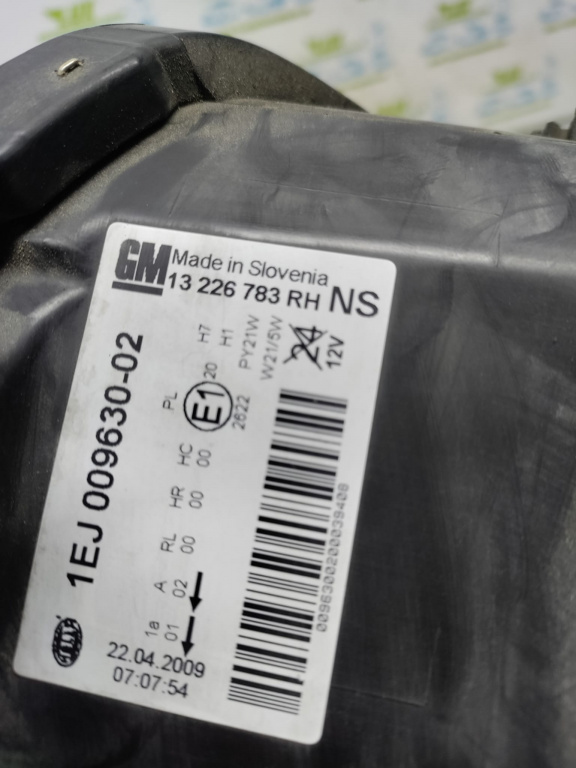 GM Made in Slovenia
13 226 783 RH NS
1EJ 009630-02
H7 H1 PY21W W21/5W 24 12V
PL 20 E1 2622
HC 00
HR 00
RL 00
A 02
1a 01
HELLA
22.04.2009
07:07:54
0096300200039408